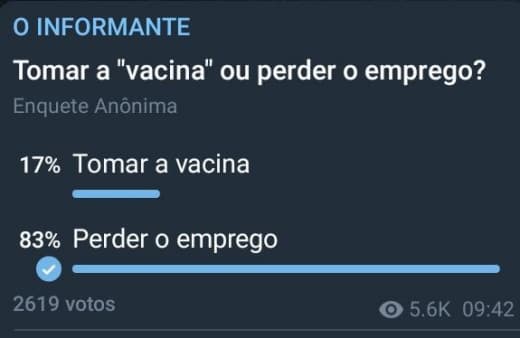 O INFORMANTE
Tomar a "vacina" ou perder o emprego?
Enquete Anônima
17% Tomar a vacina
83% Perder o emprego
2619 votos 5.6K 09:42